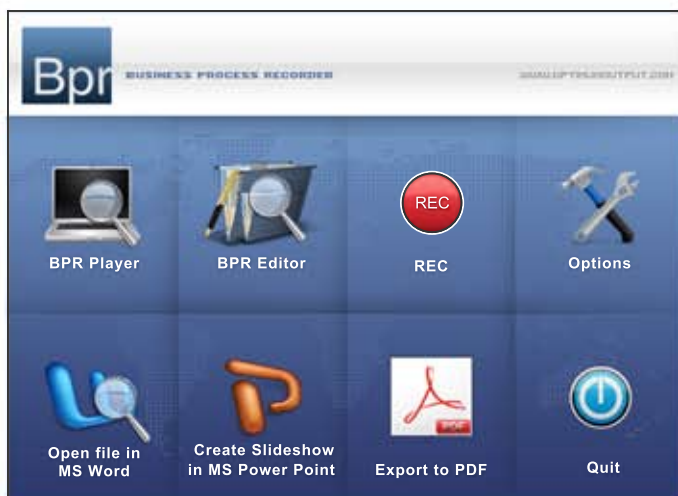 Bpr
BUSINESS PROCESS RECORDER
BPR Player
BPR Editor
REC
REC
Options
Open file in
MS Word
Create Slideshow
in MS Power Point
PDF
Export to PDF
Quit